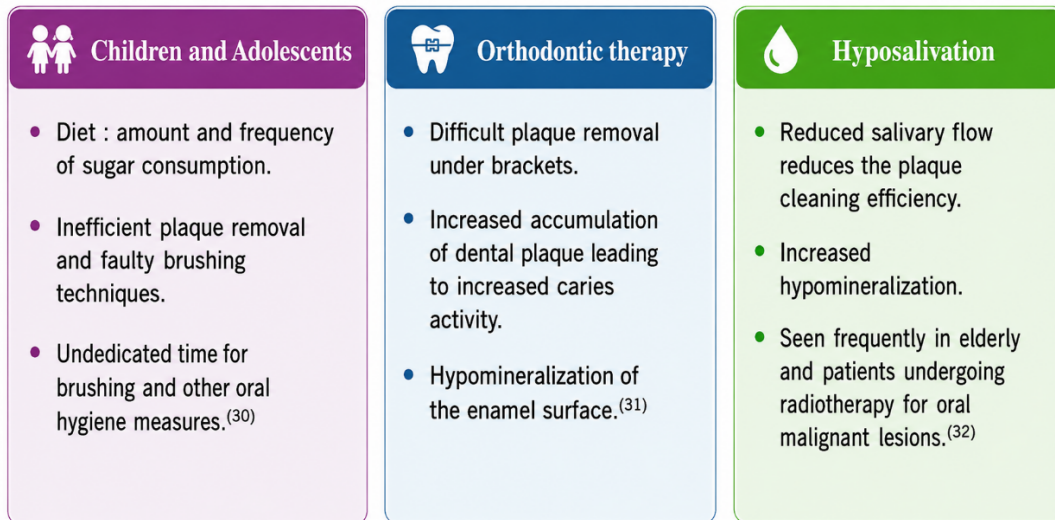 Children and Adolescents
• Diet : amount and frequency
of sugar consumption.
• Inefficient plaque removal
and faulty brushing
techniques.
• Undedicated time for
brushing and other oral
hygiene measures.(30)
Orthodontic therapy
• Difficult plaque removal
under brackets.
• Increased accumulation
of dental plaque leading
to increased caries
activity.
• Hypomineralization of
the enamel surface.(31)
Hyposalivation
• Reduced salivary flow
reduces the plaque
cleaning efficiency.
• Increased
hypomineralization.
• Seen frequently in elderly
and patients undergoing
radiotherapy for oral
malignant lesions.(32)